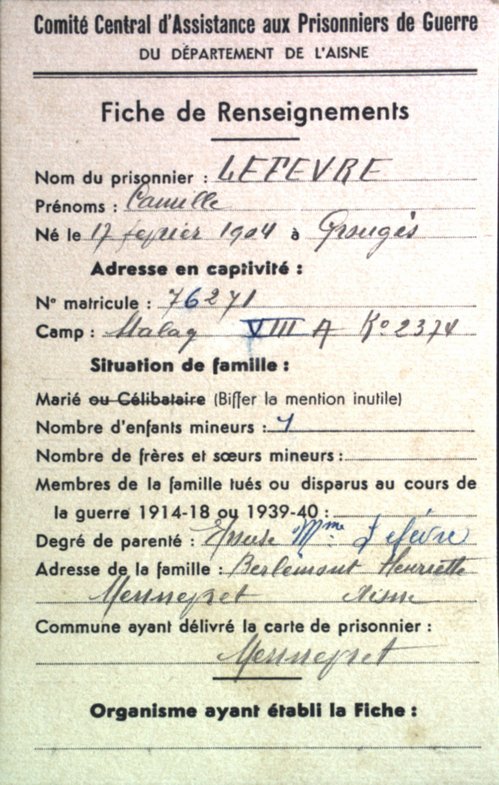 Comité Central d'Assistance aux Prisonniers de Guerre
DU DÉPARTEMENT DE L'AISNE
Fiche de Renseignements
Nom du prisonnier : LEFEVRE
Prénoms : Camille
Né le 17 fevrier 1904 à Grougis
Adresse en captivité :
N° matricule : 76271
Camp : Stalag VIII A Ko 2374
Situation de famille :
Marié ou Célibataire (Biffer la mention inutile)
Nombre d'enfants mineurs : 1
Nombre de frères et sœurs mineurs :
Membres de la famille tués ou disparus au cours de
la guerre 1914-18 ou 1939-40 :
Degré de parenté : Epouse Mme Lefèvre
Adresse de la famille : Berlemont Henriette
Mennevret Aisne
Commune ayant délivré la carte de prisonnier :
Mennevret
Organisme ayant établi la Fiche :